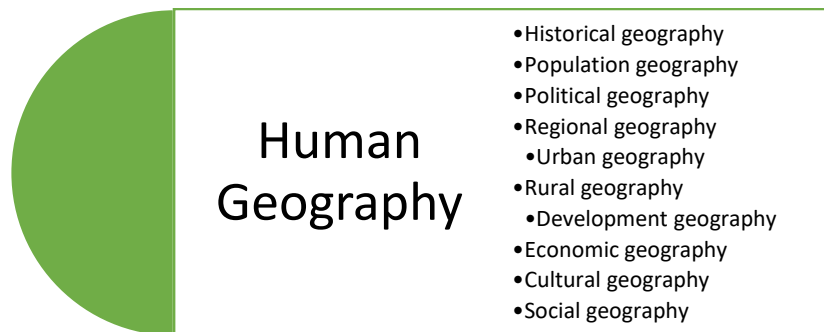 Human
Geography
•Historical geography
•Population geography
•Political geography
•Regional geography
•Urban geography
•Rural geography
•Development geography
•Economic geography
•Cultural geography
•Social geography